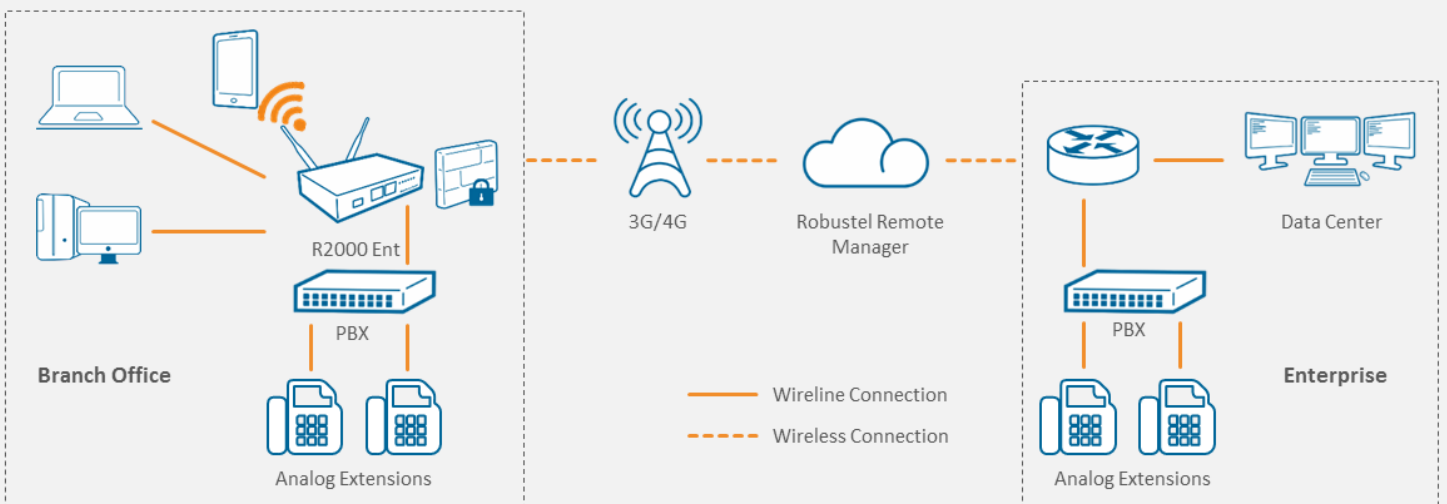 R2000 Ent
PBX
Branch Office
Analog Extensions
3G/4G
Robustel Remote
Manager
Wireline Connection
Wireless Connection
Data Center
PBX
Enterprise
Analog Extensions